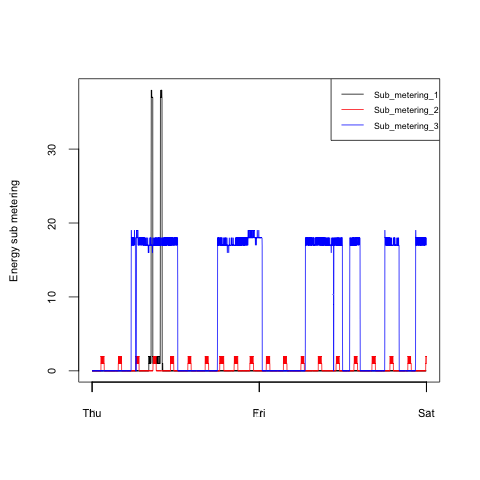 Sub_metering_1
Sub_metering_2
Sub_metering_3
Energy sub metering
30
20
10
0
Thu Fri Sat